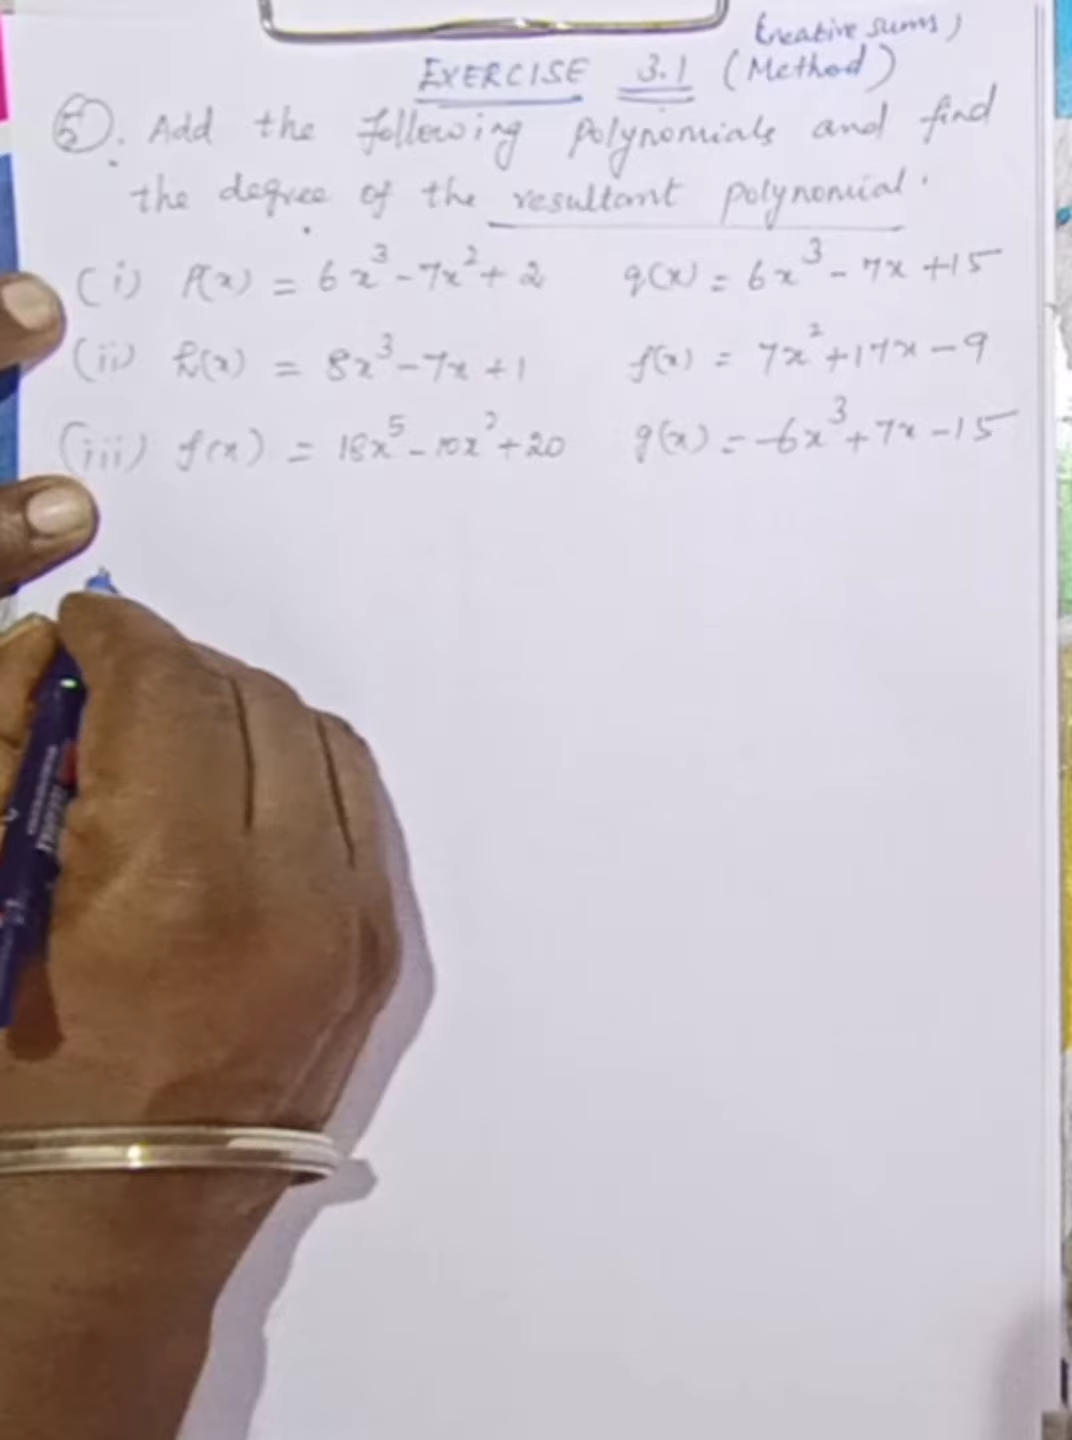 (Creative sums)
EXERCISE 3.1 (Method)
5. Add the following polynomials and find
the degree of the resultant polynomial.
(i) P(x) = 6x³ - 7x² + 2 q(x) = 6x³ - 7x + 15
(ii) h(x) = 8x³ - 7x + 1 f(x) = 7x² + 17x - 9
(iii) f(x) = 18x⁵ - 10x² + 20 g(x) = -6x³ + 7x - 15